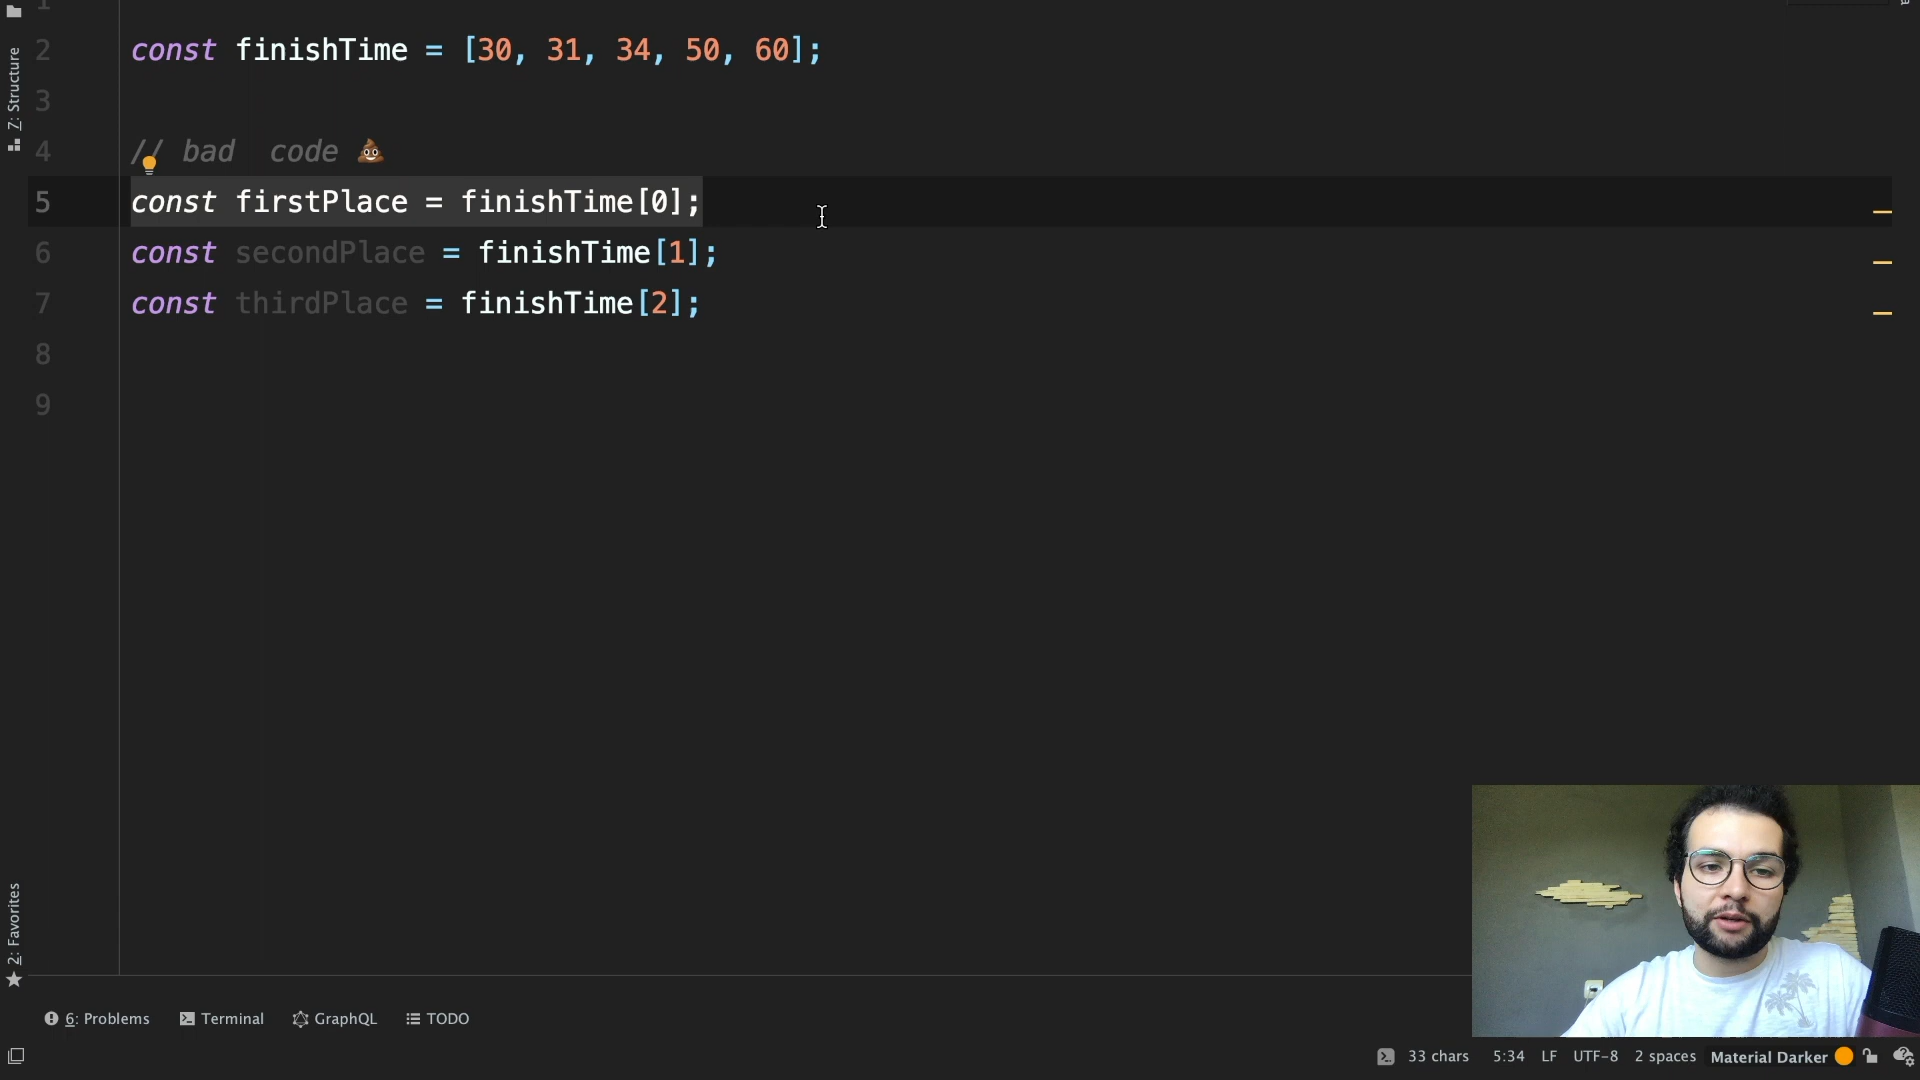 1
2 const finishTime = [30, 31, 34, 50, 60];
3
4 // bad  code 💩
5 const firstPlace = finishTime[0];
6 const secondPlace = finishTime[1];
7 const thirdPlace = finishTime[2];
8
9
Z: Structure
2: Favorites
6: Problems Terminal GraphQL TODO
33 chars 5:34 LF UTF-8 2 spaces Material Darker